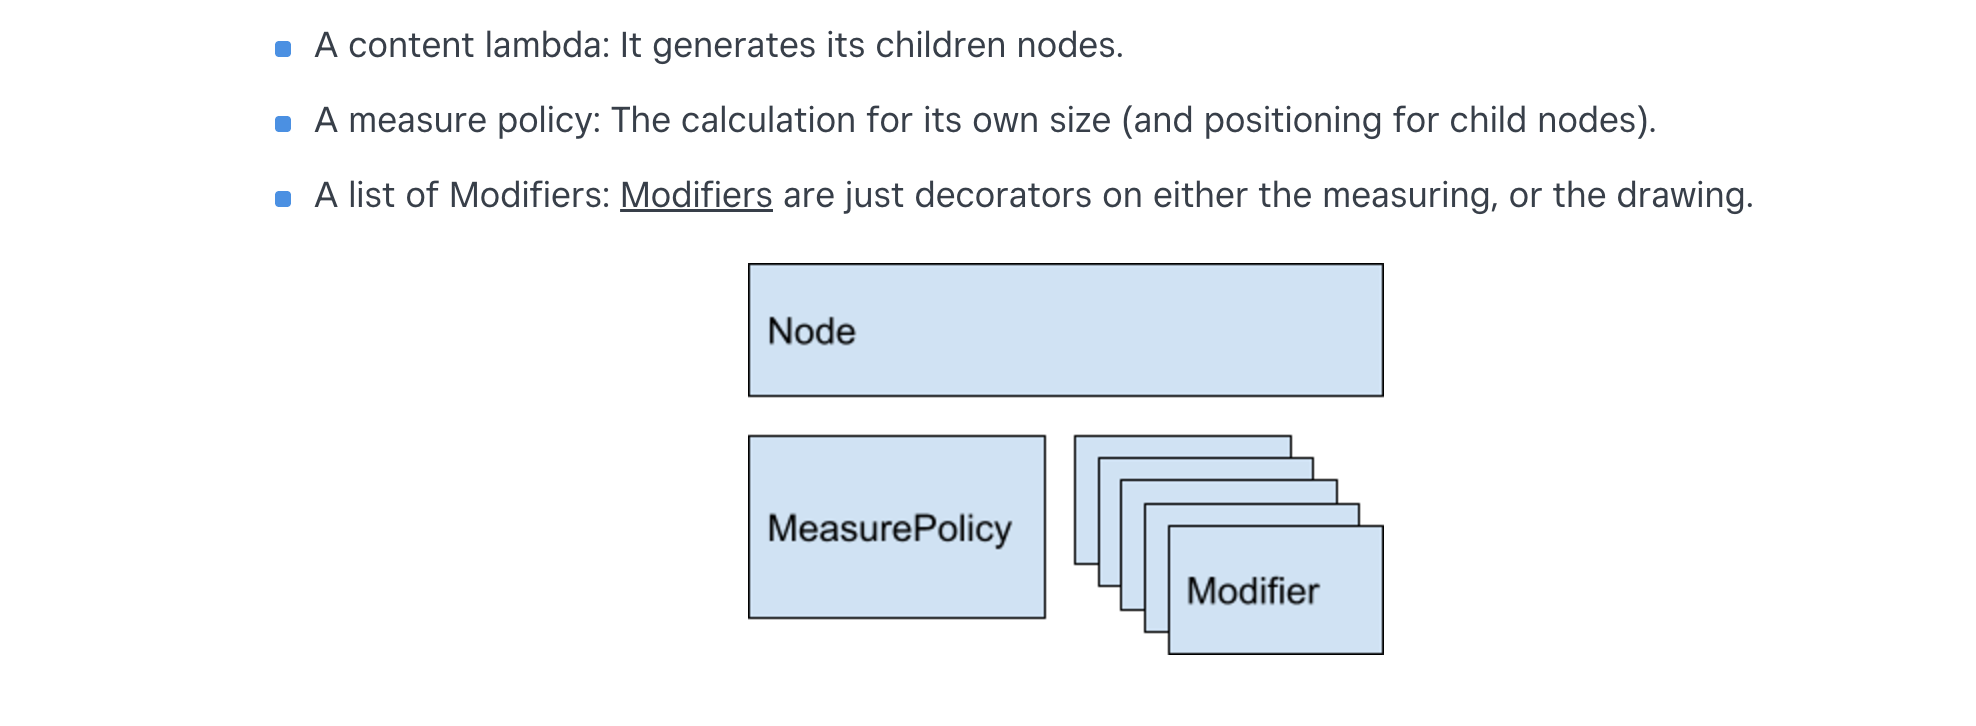 A content lambda: It generates its children nodes.
A measure policy: The calculation for its own size (and positioning for child nodes).
A list of Modifiers: Modifiers are just decorators on either the measuring, or the drawing.
Node
MeasurePolicy
Modifier